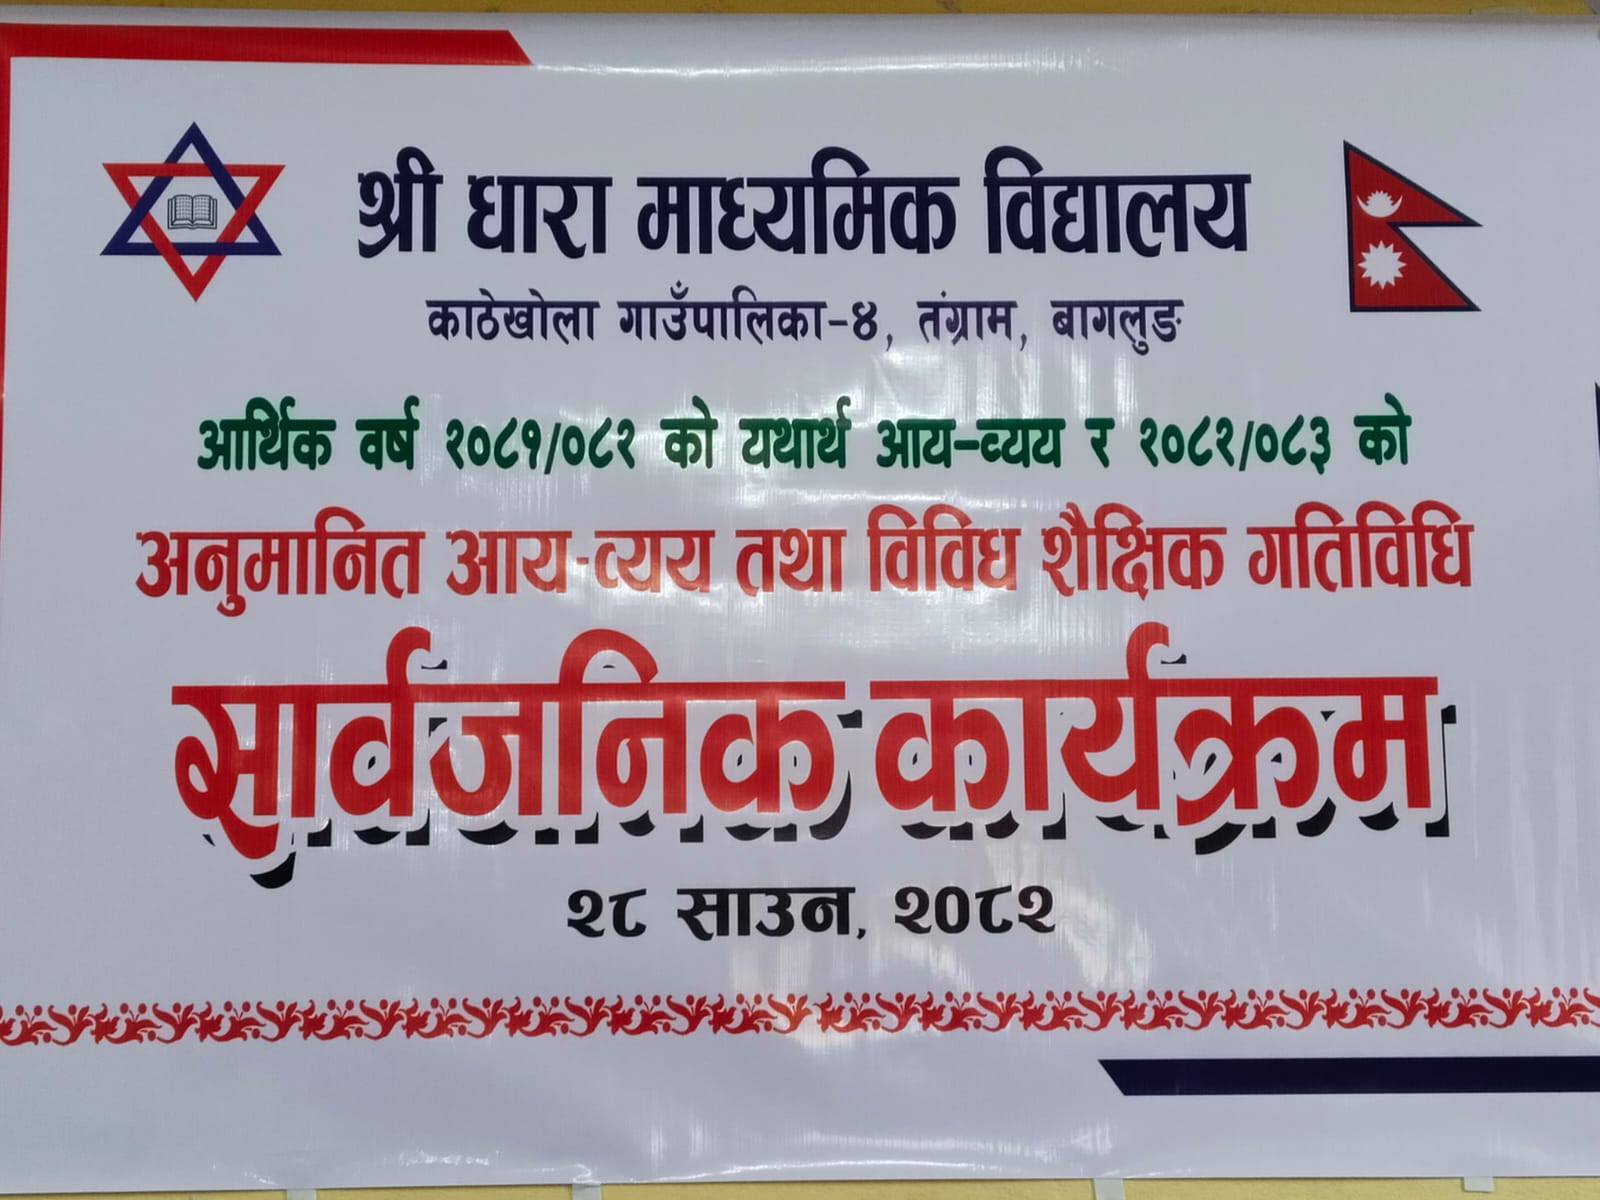 श्री धारा माध्यमिक विद्यालय
काठेखोला गाउँपालिका-४, तंग्राम, बागलुङ
आर्थिक वर्ष २०८१/०८२ को यथार्थ आय-व्यय र २०८२/०८३ को
अनुमानित आय-व्यय तथा विविध शैक्षिक गतिविधि
सार्वजनिक कार्यक्रम
२८ साउन, २०८२